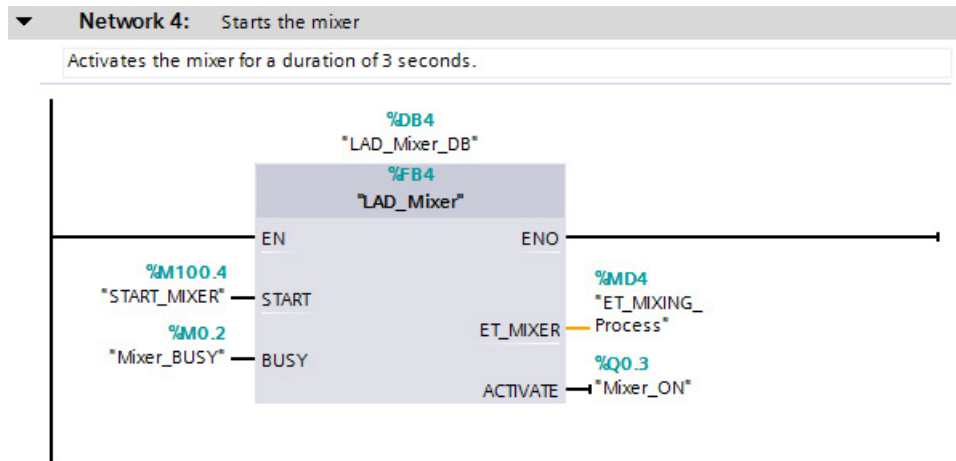 Network 4: Starts the mixer
Activates the mixer for a duration of 3 seconds.
%DB4
"LAD_Mixer_DB"
%FB4
"LAD_Mixer"
EN ENO
%M100.4
"START_MIXER" START
%MD4
"ET_MIXING_
Process"
ET_MIXER
%M0.2
"Mixer_BUSY" BUSY
%Q0.3
ACTIVATE "Mixer_ON"